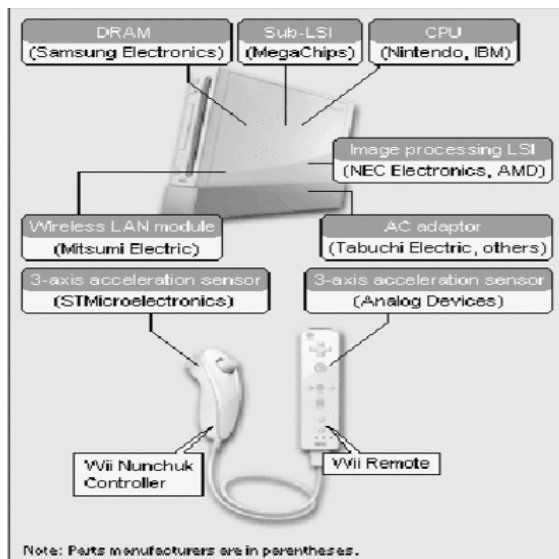 DRAM
(Samsung Electronics)
Sub-LSI
(MegaChips)
CPU
(Nintendo, IBM)
Image processing LSI
(NEC Electronics, AMD)
Wireless LAN module
(Mitsumi Electric)
AC adaptor
(Tabuchi Electric, others)
3-axis acceleration sensor
(STMicroelectronics)
3-axis acceleration sensor
(Analog Devices)
Wii Nunchuk
Controller
Wii Remote
Note: Parts manufacturers are in parentheses.